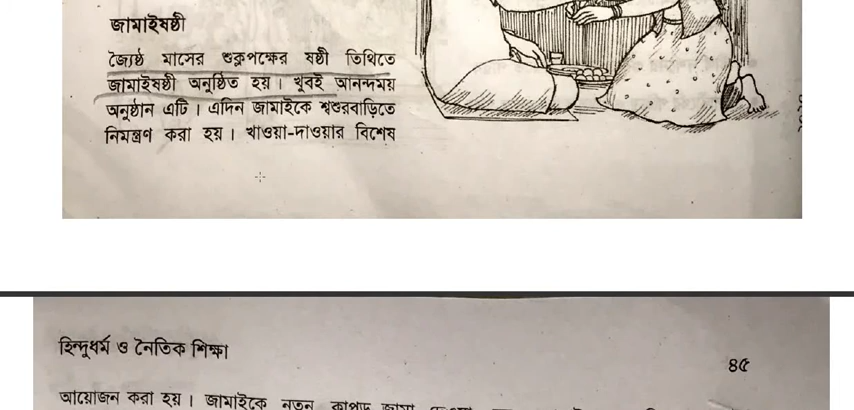 জামাইষষ্ঠী
জ্যৈষ্ঠ মাসের শুক্লপক্ষের ষষ্ঠী তিথিতে
জামাইষষ্ঠী অনুষ্ঠিত হয়। খুবই আনন্দময়
অনুষ্ঠান এটি। এদিন জামাইকে শ্বশুরবাড়িতে
নিমন্ত্রণ করা হয়। খাওয়া-দাওয়ার বিশেষ
হিন্দুধর্ম ও নৈতিক শিক্ষা
৪৫
আয়োজন করা হয়। জামাইকে নতুন কাপড় জামা